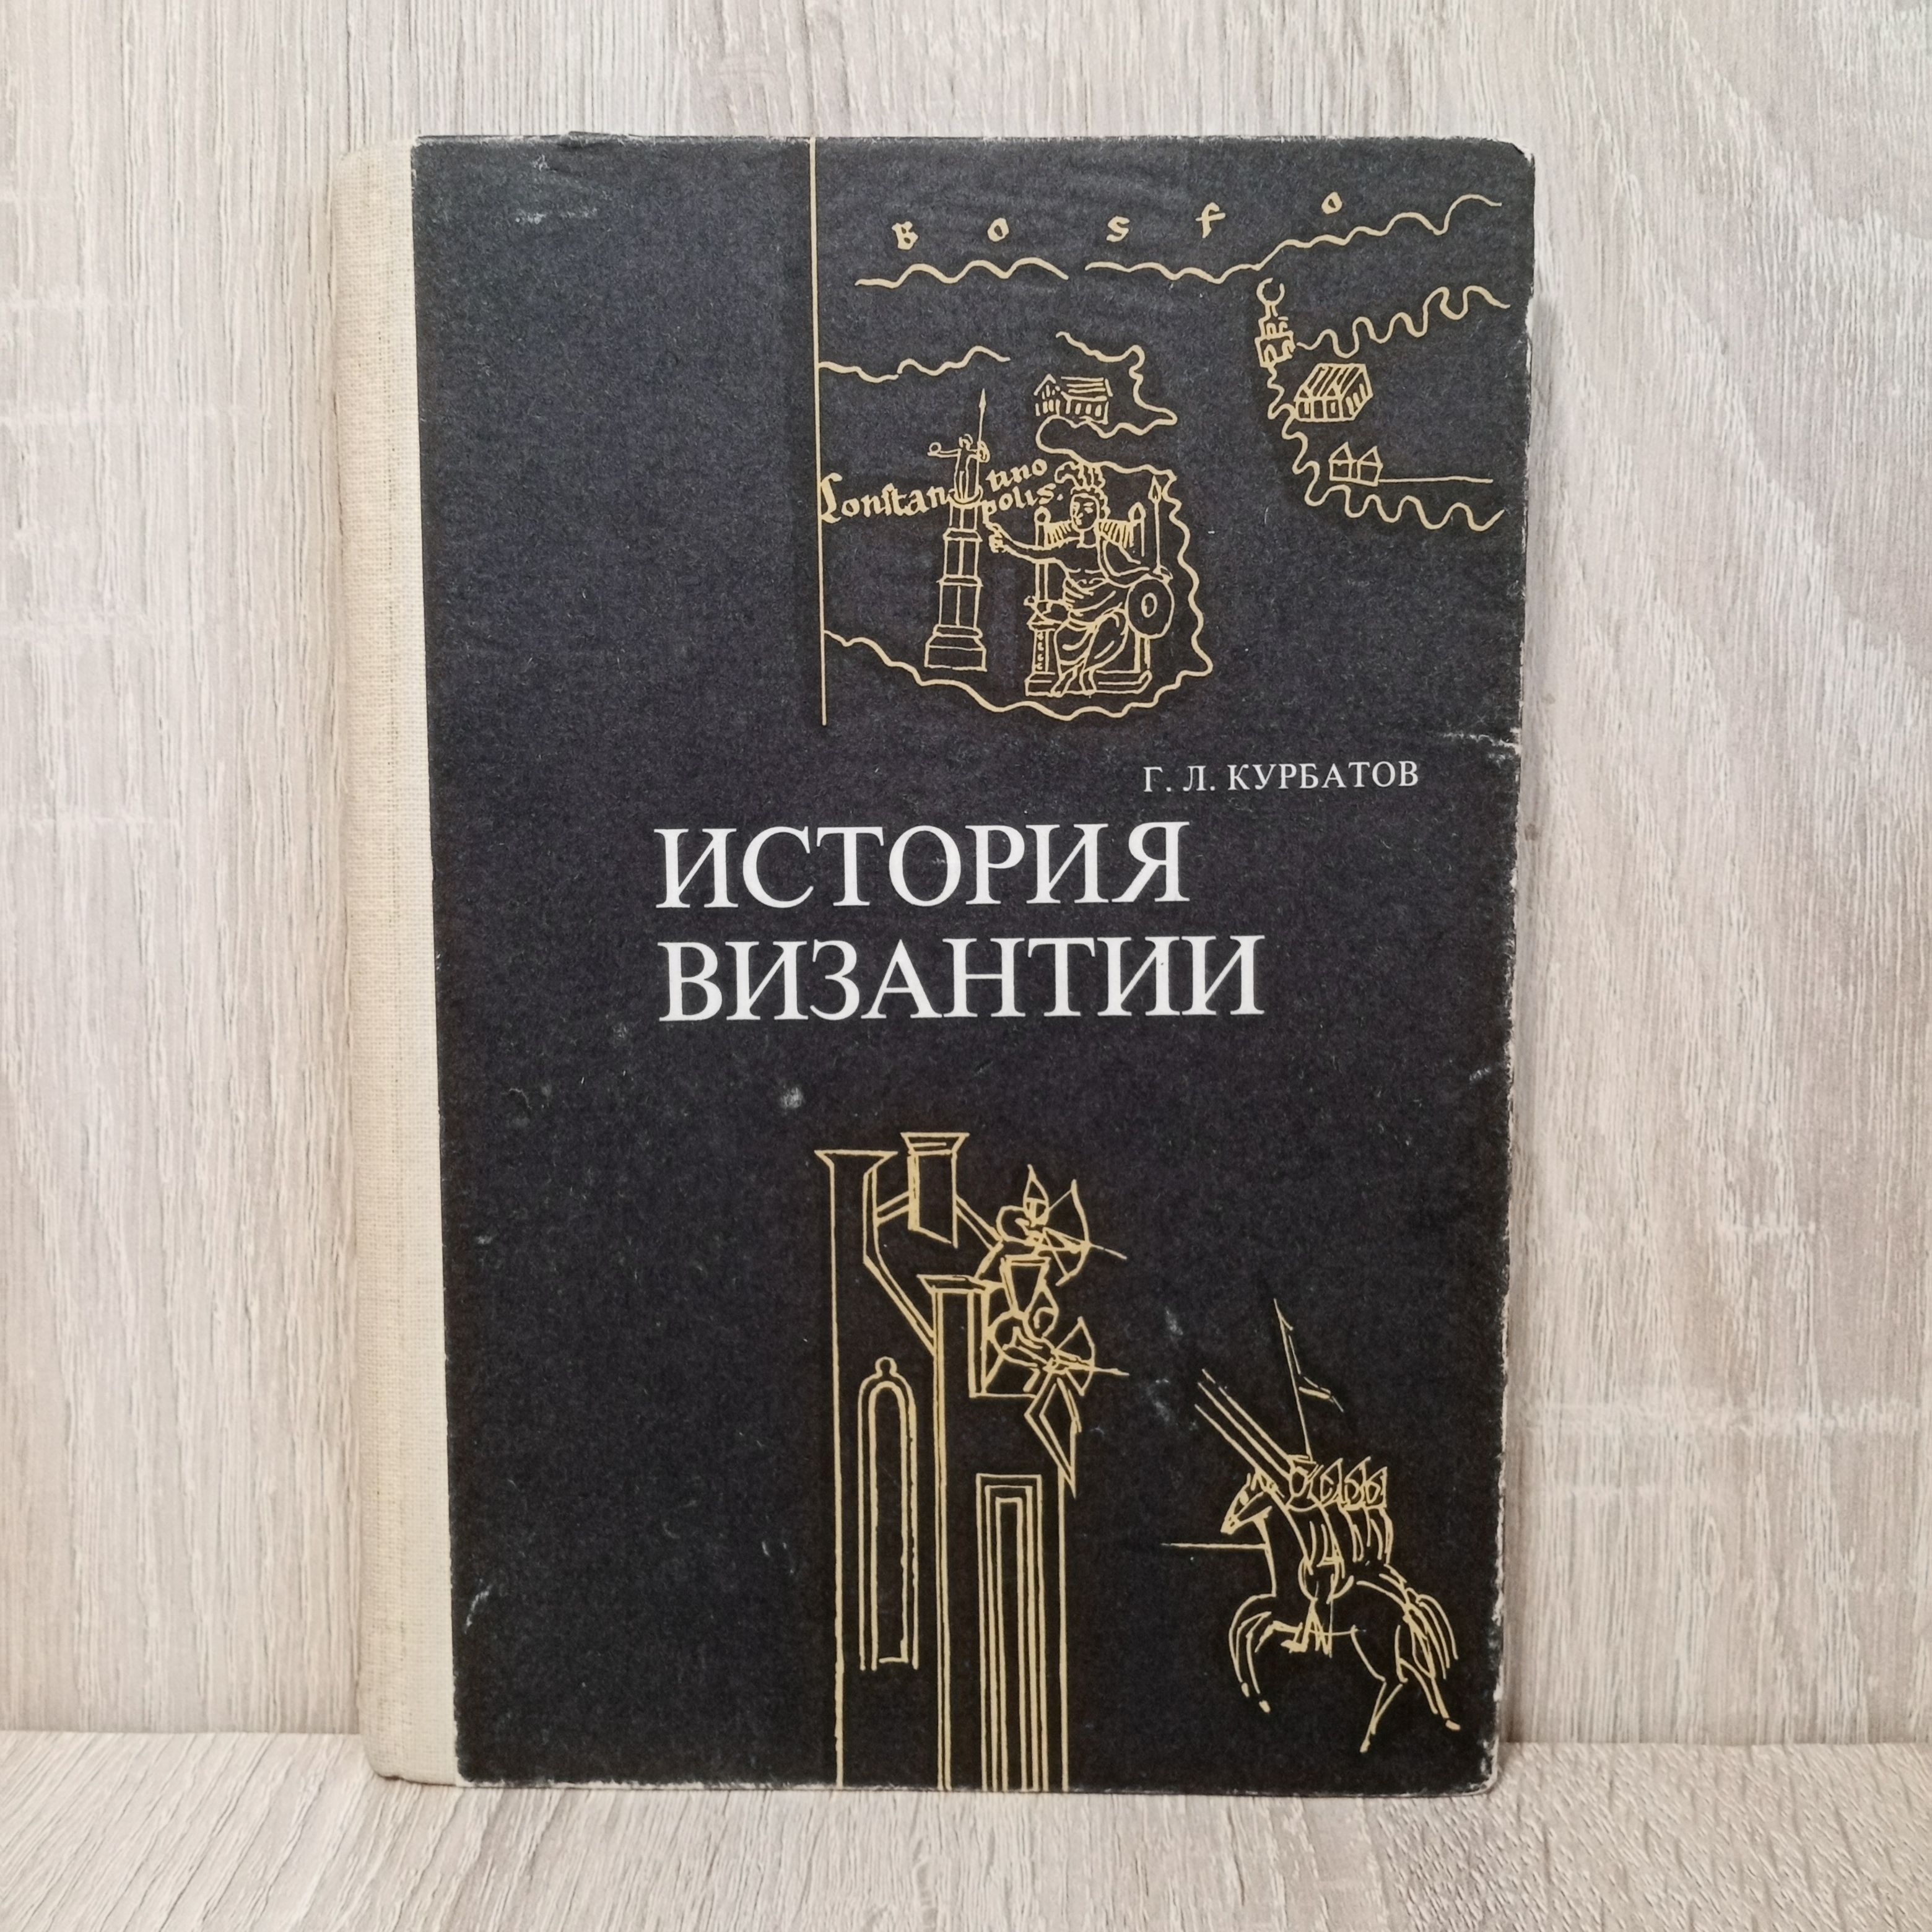 Bosfo
Constantino
polis
Г. Л. КУРБАТОВ
ИСТОРИЯ
ВИЗАНТИИ